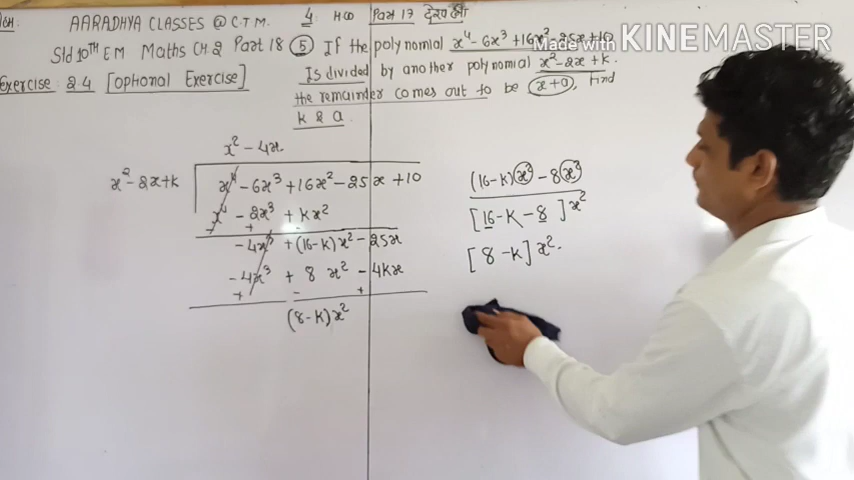 AARADHYA CLASSES @ C.T.M.
4 HCO Part 17 देख लो
Std 10TH EM Maths CH.2 Part 18 (5) If the polynomial x⁴ - 6x³ + 16x² - 25x + 10
Made with KINEMASTER
Is divided by another polynomial x² - 2x + k.
Exercise : 2.4 [optional Exercise]
the remainder comes out to be (x+a), Find
k & a
x² - 4x
x² - 2x + k
x⁴ - 6x³ + 16x² - 25x + 10
x⁴ - 2x³ + kx²
- + -
-4x³ + (16-k)x² - 25x
-4x³ + 8x² - 4kx
+ - +
(8-k)x²
(16-k)x² - 8x²
[16-k-8]x²
[8-k]x².